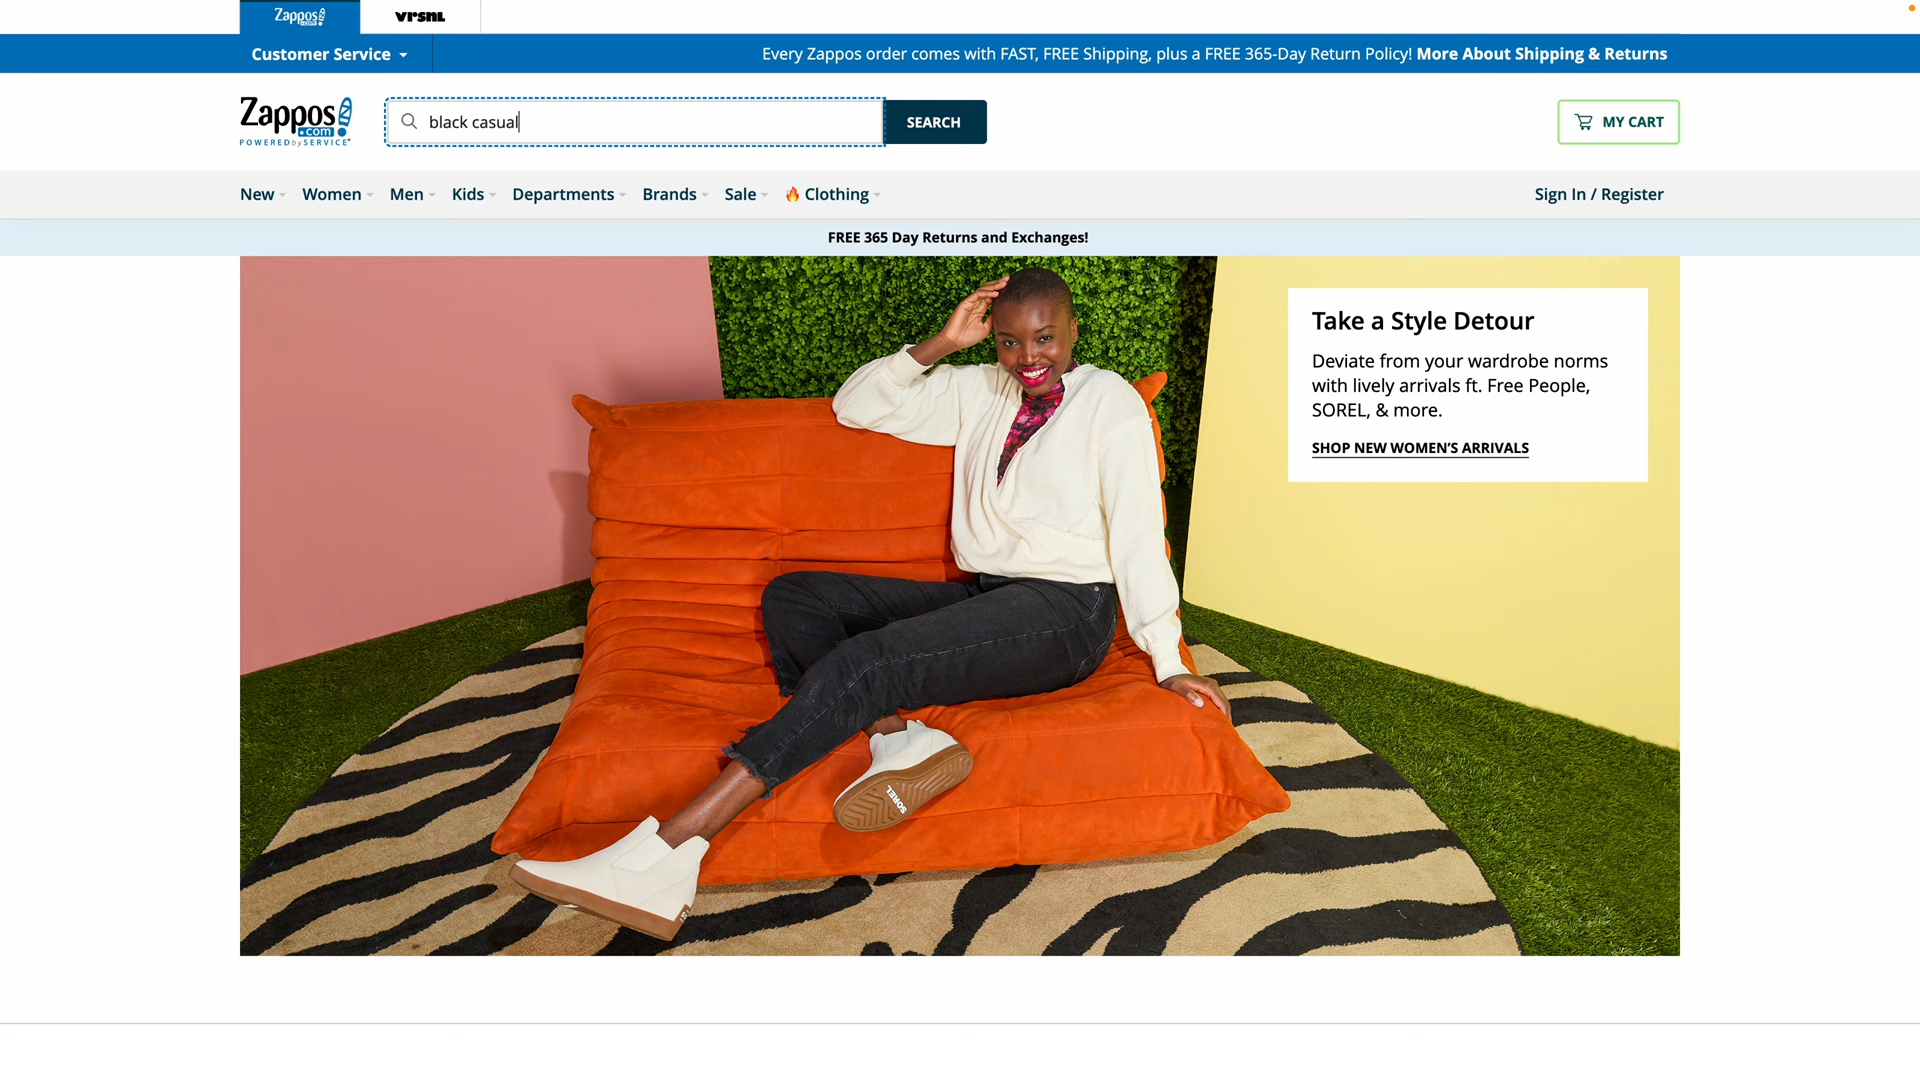 Zappos .com
vrsnl
Customer Service
Every Zappos order comes with FAST, FREE Shipping, plus a FREE 365-Day Return Policy! More About Shipping & Returns
Zappos
.com
POWERED by SERVICE®
black casual
SEARCH
MY CART
New
Women
Men
Kids
Departments
Brands
Sale
🔥 Clothing
Sign In / Register
FREE 365 Day Returns and Exchanges!
Take a Style Detour
Deviate from your wardrobe norms
with lively arrivals ft. Free People,
SOREL, & more.
SHOP NEW WOMEN'S ARRIVALS
SOREL